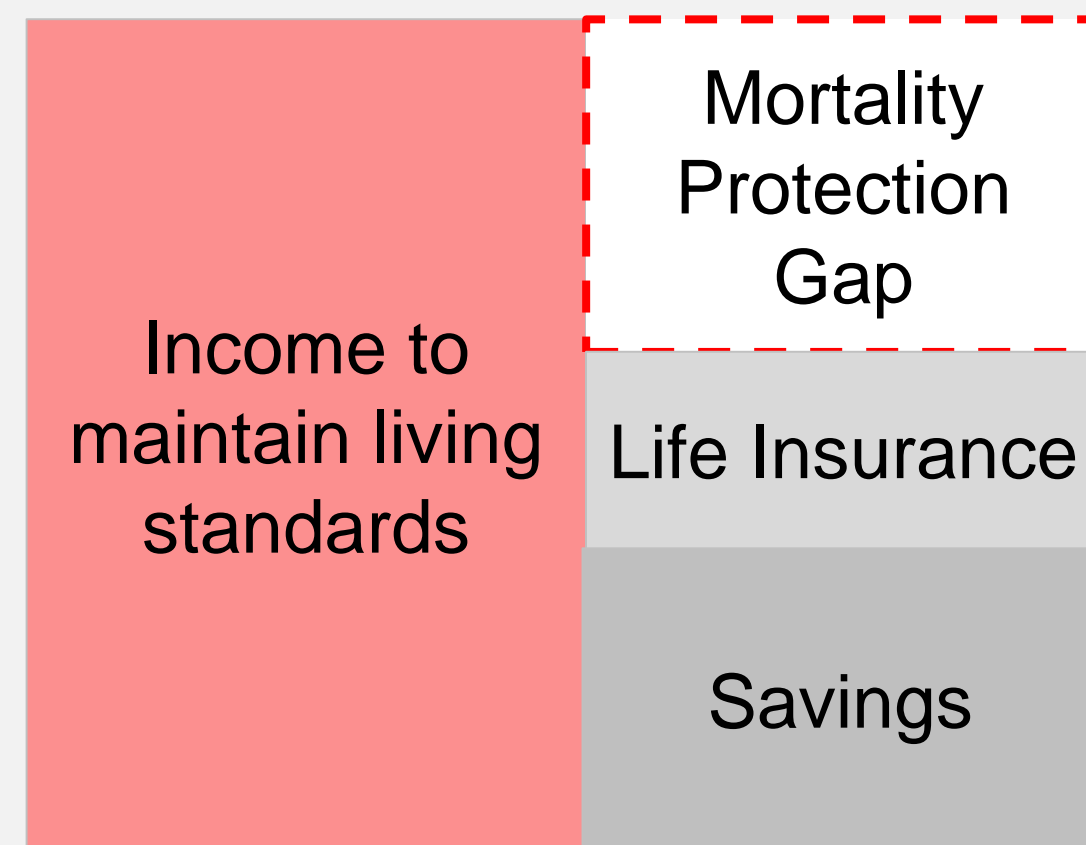 Income to
maintain living
standards
Mortality
Protection
Gap
Life Insurance
Savings